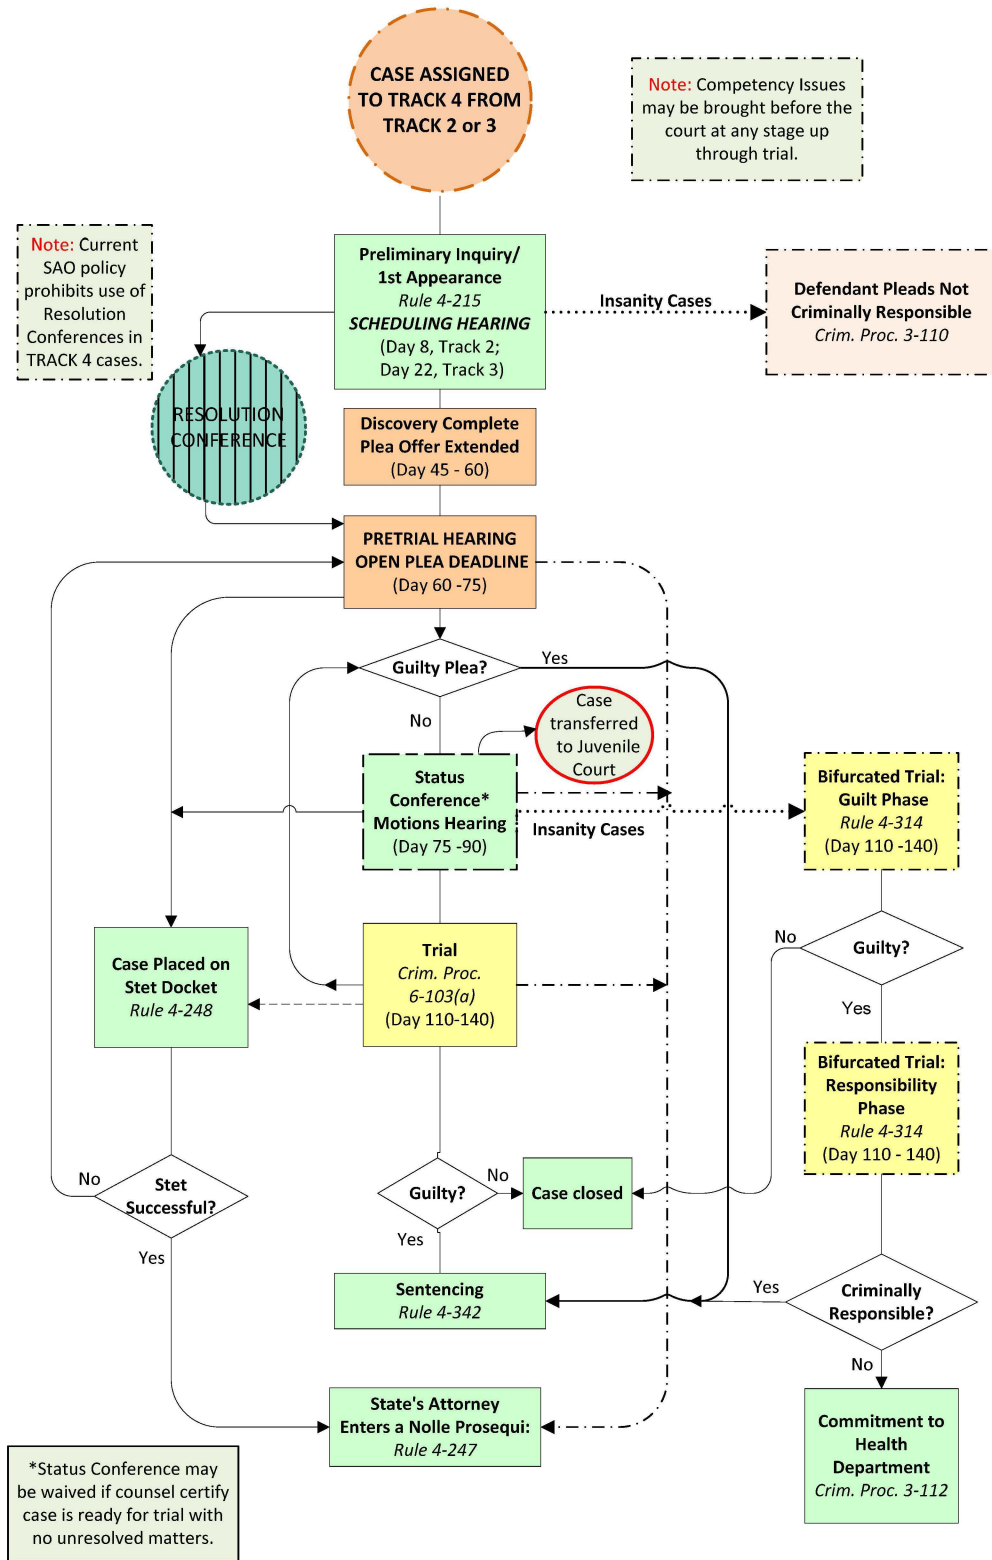 CASE ASSIGNED
TO TRACK 4 FROM
TRACK 2 or 3
Note: Competency Issues
may be brought before the
court at any stage up
through trial.
Note: Current
SAO policy
prohibits use of
Resolution
Conferences in
TRACK 4 cases.
Preliminary Inquiry/
1st Appearance
Rule 4-215
SCHEDULING HEARING
(Day 8, Track 2;
Day 22, Track 3)
Insanity Cases
Defendant Pleads Not
Criminally Responsible
Crim. Proc. 3-110
RESOLUTION
CONFERENCE
Discovery Complete
Plea Offer Extended
(Day 45 - 60)
PRETRIAL HEARING
OPEN PLEA DEADLINE
(Day 60 -75)
Guilty Plea?
Yes
No
Case
transferred
to Juvenile
Court
Status
Conference*
Motions Hearing
(Day 75 -90)
Insanity Cases
Bifurcated Trial:
Guilt Phase
Rule 4-314
(Day 110 -140)
Case Placed on
Stet Docket
Rule 4-248
Trial
Crim. Proc.
6-103(a)
(Day 110-140)
No
Guilty?
Yes
Bifurcated Trial:
Responsibility
Phase
Rule 4-314
(Day 110 - 140)
No
Stet
Successful?
Yes
Guilty?
No
Yes
Case closed
Sentencing
Rule 4-342
Yes
Criminally
Responsible?
No
State's Attorney
Enters a Nolle Prosequi:
Rule 4-247
Commitment to
Health
Department
Crim. Proc. 3-112
*Status Conference may
be waived if counsel certify
case is ready for trial with
no unresolved matters.